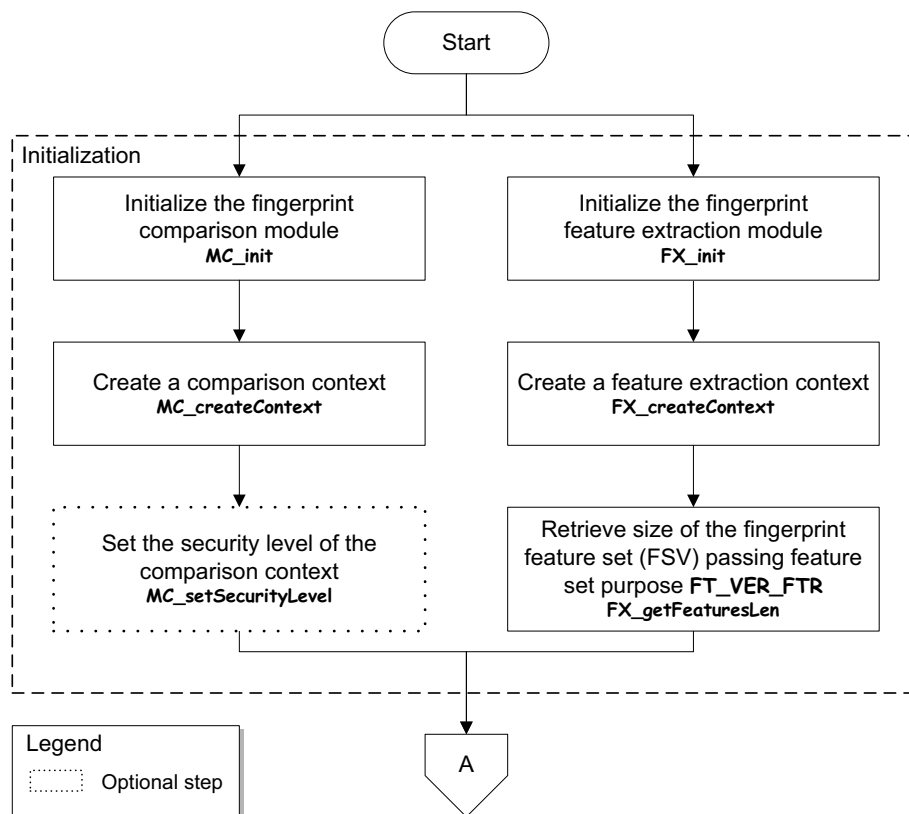 Start
Initialization
Initialize the fingerprint
comparison module
MC_init
Initialize the fingerprint
feature extraction module
FX_init
Create a comparison context
MC_createContext
Create a feature extraction context
FX_createContext
Set the security level of the
comparison context
MC_setSecurityLevel
Retrieve size of the fingerprint
feature set (FSV) passing feature
set purpose FT_VER_FTR
FX_getFeaturesLen
Legend
Optional step
A